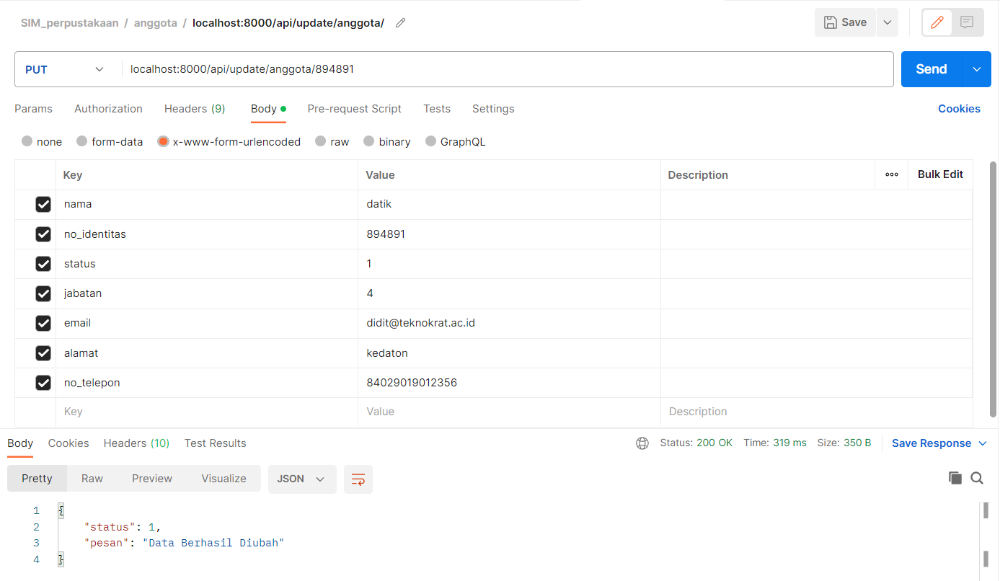 SIM_perpustakaan / anggota / localhost:8000/api/update/anggota/ Save
PUT localhost:8000/api/update/anggota/894891 Send
Params Authorization Headers (9) Body Pre-request Script Tests Settings Cookies
none form-data x-www-form-urlencoded raw binary GraphQL
Key Value Description Bulk Edit
nama datik
no_identitas 894891
status 1
jabatan 4
email didit@teknokrat.ac.id
alamat kedaton
no_telepon 84029019012356
Key Value Description
Body Cookies Headers (10) Test Results Status: 200 OK Time: 319 ms Size: 350 B Save Response
Pretty Raw Preview Visualize JSON
1 {
2 "status": 1,
3 "pesan": "Data Berhasil Diubah"
4 }